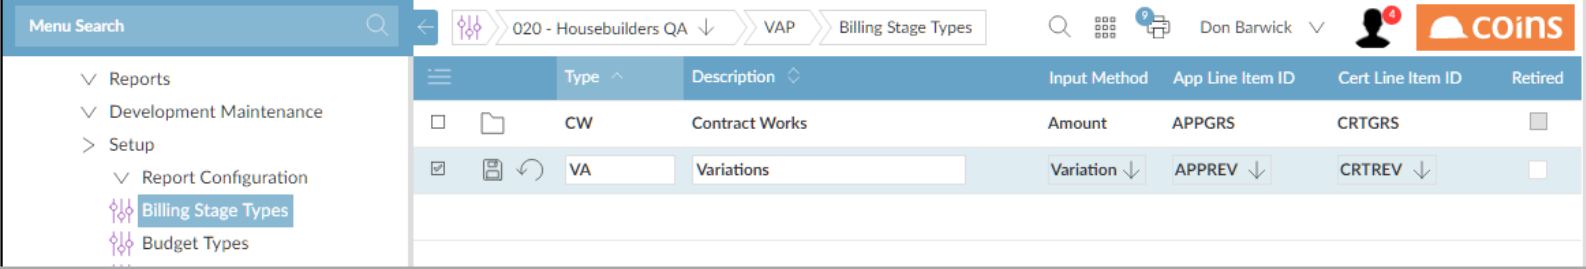 Menu Search
020 - Housebuilders QA
VAP
Billing Stage Types
9
Don Barwick
4
coins
Reports
Development Maintenance
Setup
Report Configuration
Billing Stage Types
Budget Types
Type Description Input Method App Line Item ID Cert Line Item ID Retired
CW Contract Works Amount APPGRS CRTGRS
VA Variations Variation APPREV CRTREV